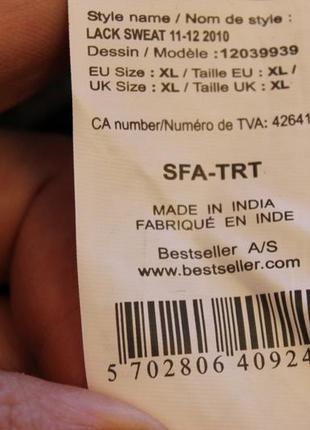 Style name / Nom de style :
LACK SWEAT 11-12 2010
Dessin / Modèle : 12039939
EU Size : XL / Taille EU : XL /
UK Size : XL / Taille UK : XL
CA number/Numéro de TVA: 42641
SFA-TRT
MADE IN INDIA
FABRIQUÉ EN INDE
Bestseller A/S
www.bestseller.com
5 702806 40924